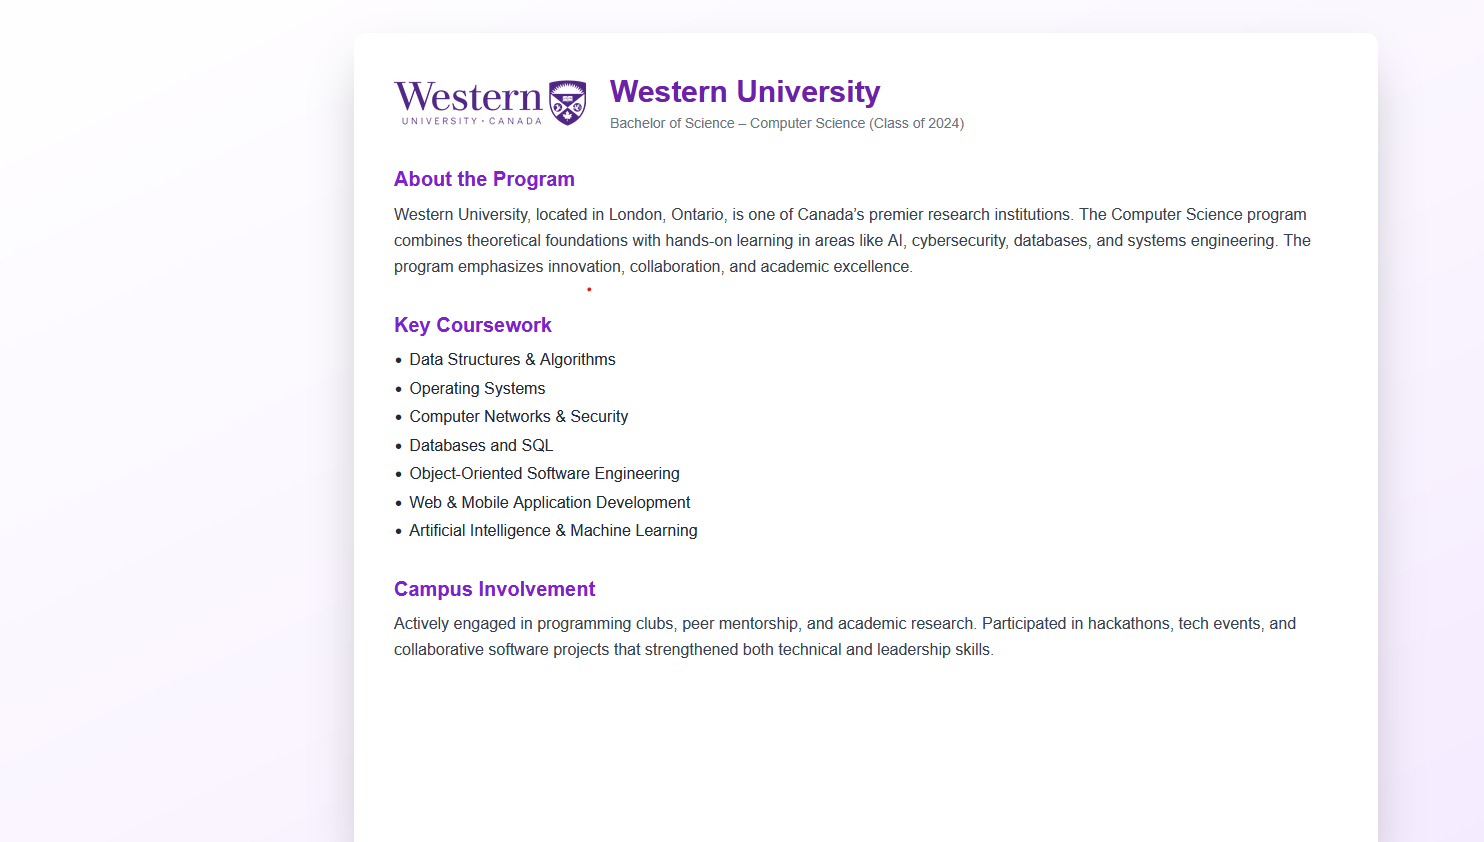 Western
UNIVERSITY · CANADA
Western University
Bachelor of Science – Computer Science (Class of 2024)
About the Program
Western University, located in London, Ontario, is one of Canada’s premier research institutions. The Computer Science program
combines theoretical foundations with hands-on learning in areas like AI, cybersecurity, databases, and systems engineering. The
program emphasizes innovation, collaboration, and academic excellence.
Key Coursework
• Data Structures & Algorithms
• Operating Systems
• Computer Networks & Security
• Databases and SQL
• Object-Oriented Software Engineering
• Web & Mobile Application Development
• Artificial Intelligence & Machine Learning
Campus Involvement
Actively engaged in programming clubs, peer mentorship, and academic research. Participated in hackathons, tech events, and
collaborative software projects that strengthened both technical and leadership skills.